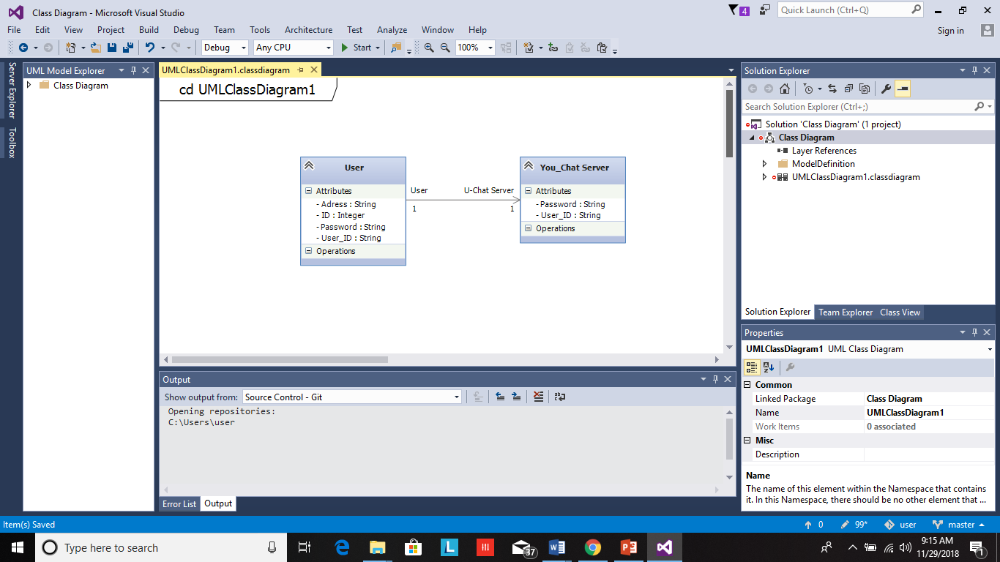 Class Diagram - Microsoft Visual Studio
4
Quick Launch (Ctrl+Q)
File Edit View Project Build Debug Team Tools Architecture Test Analyze Window Help
Sign in
Debug Any CPU Start 100%
Server Explorer
Toolbox
UML Model Explorer
Class Diagram
UMLClassDiagram1.classdiagram
cd UMLClassDiagram1
User
Attributes
- Adress : String
- ID : Integer
- Password : String
- User_ID : String
Operations
User U-Chat Server
1 1
You_Chat Server
Attributes
- Password : String
- User_ID : String
Operations
Output
Show output from: Source Control - Git
Opening repositories:
C:\Users\user
Error List Output
Solution Explorer
Search Solution Explorer (Ctrl+;)
Solution 'Class Diagram' (1 project)
Class Diagram
Layer References
ModelDefinition
UMLClassDiagram1.classdiagram
Solution Explorer Team Explorer Class View
Properties
UMLClassDiagram1 UML Class Diagram
Common
Linked Package Class Diagram
Name UMLClassDiagram1
Work Items 0 associated
Misc
Description
Name
The name of this element within the Namespace that contains
it. In this Namespace, there should be no other element that ...
Item(s) Saved 0 99* user master
Type here to search
37
9:15 AM
11/29/2018
1